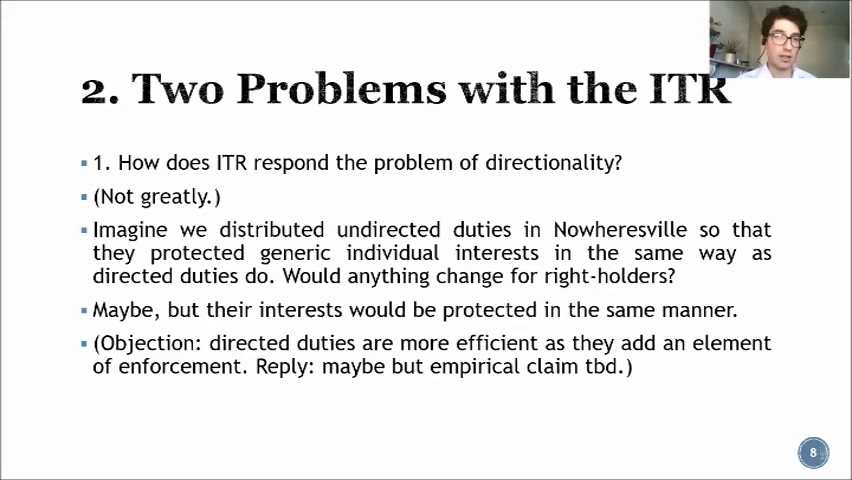 2. Two Problems with the ITR
▪ 1. How does ITR respond the problem of directionality?
▪ (Not greatly.)
▪ Imagine we distributed undirected duties in Nowheresville so that
they protected generic individual interests in the same way as
directed duties do. Would anything change for right-holders?
▪ Maybe, but their interests would be protected in the same manner.
▪ (Objection: directed duties are more efficient as they add an element
of enforcement. Reply: maybe but empirical claim tbd.)
8